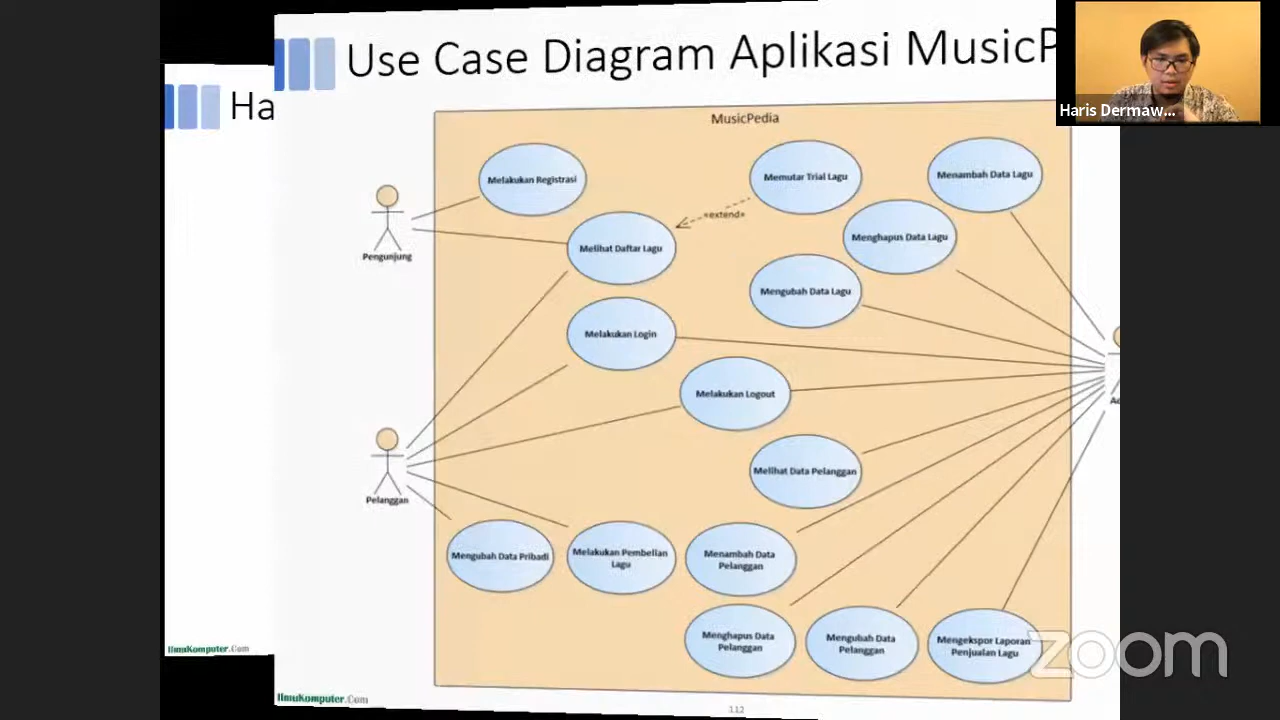 Use Case Diagram Aplikasi MusicP
Ha
Haris Dermaw...
MusicPedia
Melakukan Registrasi
Memutar Trial Lagu
Menambah Data Lagu
«extend»
Menghapus Data Lagu
Melihat Daftar Lagu
Pengunjung
Mengubah Data Lagu
Melakukan Login
Melakukan Logout
Melihat Data Pelanggan
Pelanggan
Mengubah Data Pribadi
Melakukan Pembelian
Lagu
Menambah Data
Pelanggan
Menghapus Data
Pelanggan
Mengubah Data
Pelanggan
Mengekspor Laporan
Penjualan Lagu
zoom
IlmuKomputer.Com
IlmuKomputer.Com
112